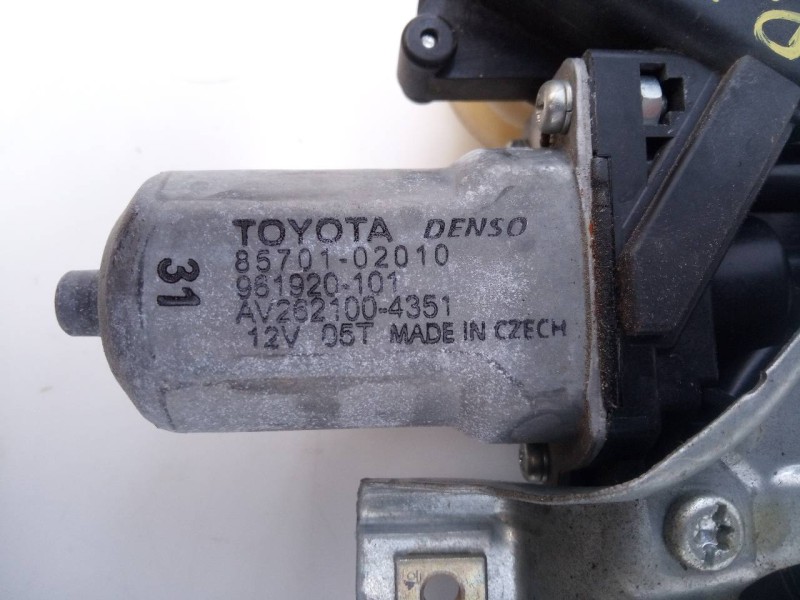 TOYOTA DENSO
85701-02010
961920-101
AV262100-4351
12V 05T MADE IN CZECH
31